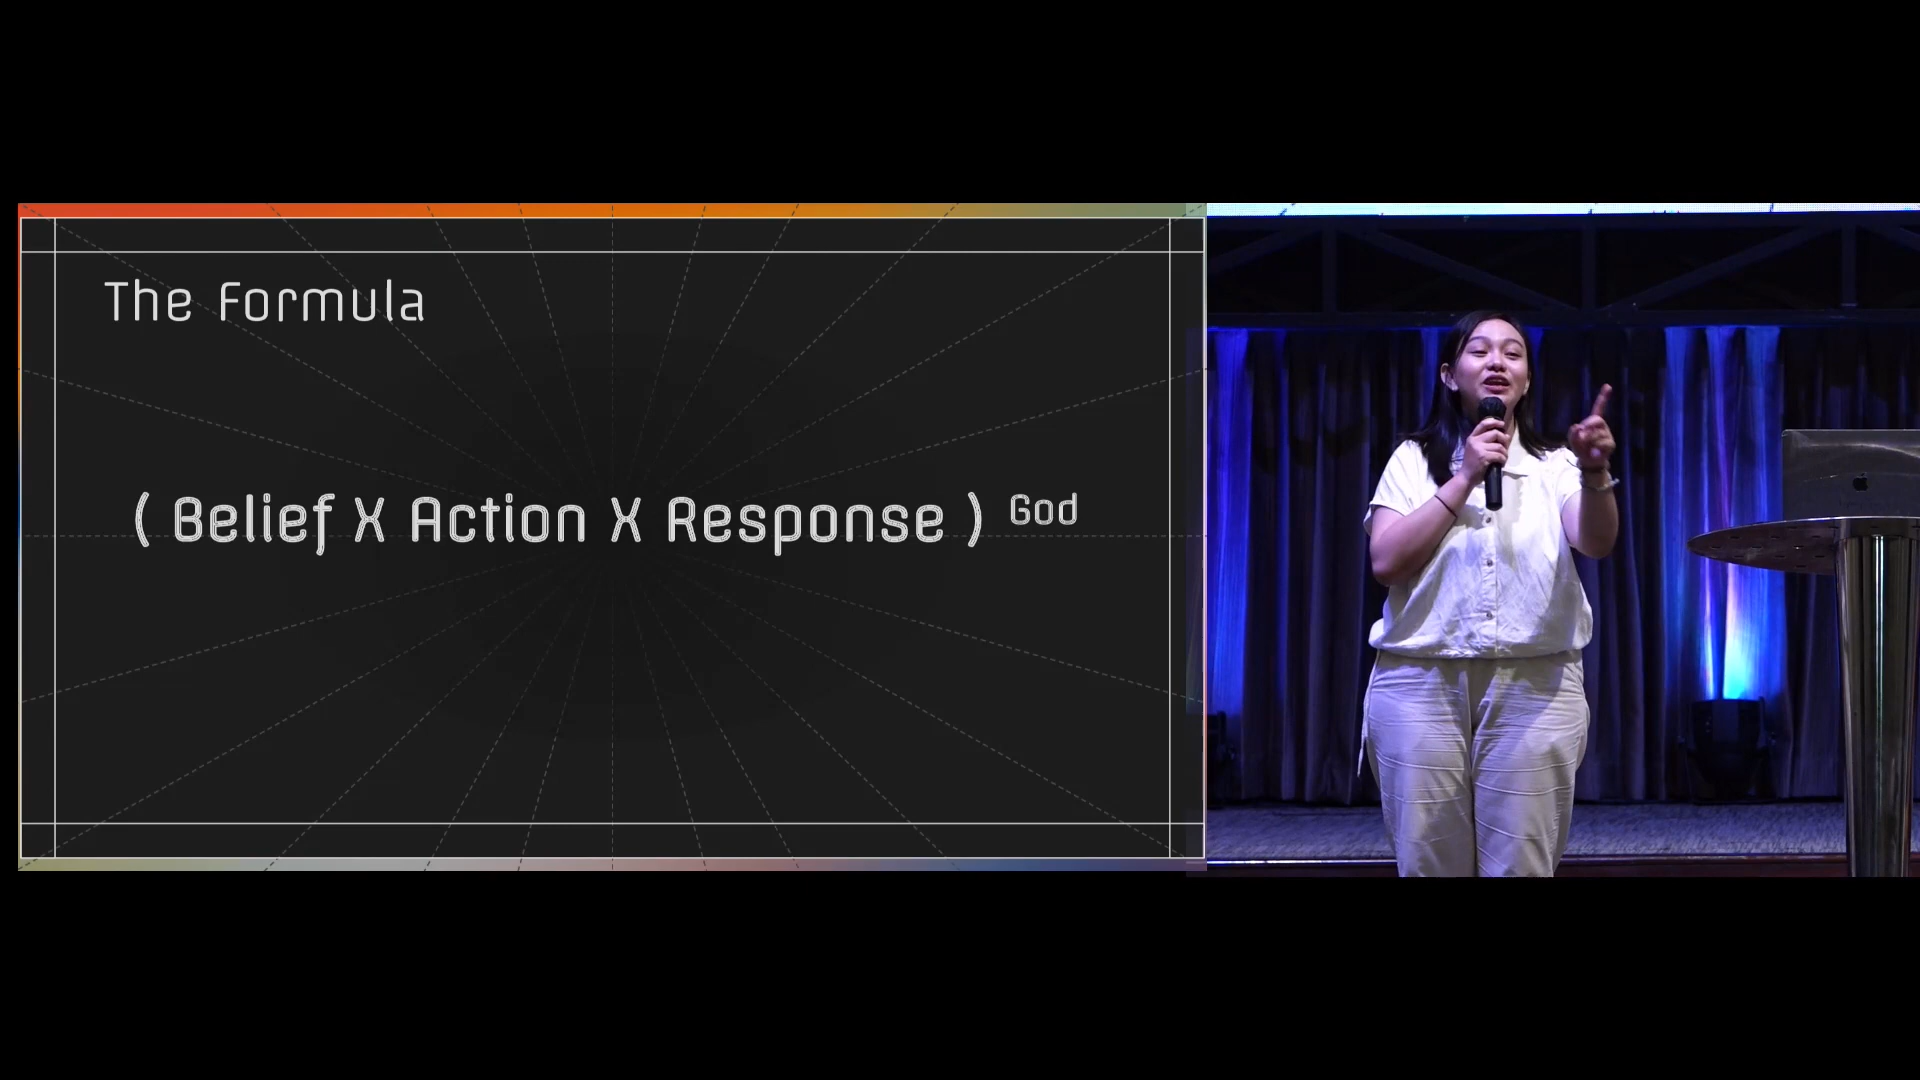 The Formula
( Belief X Action X Response ) God